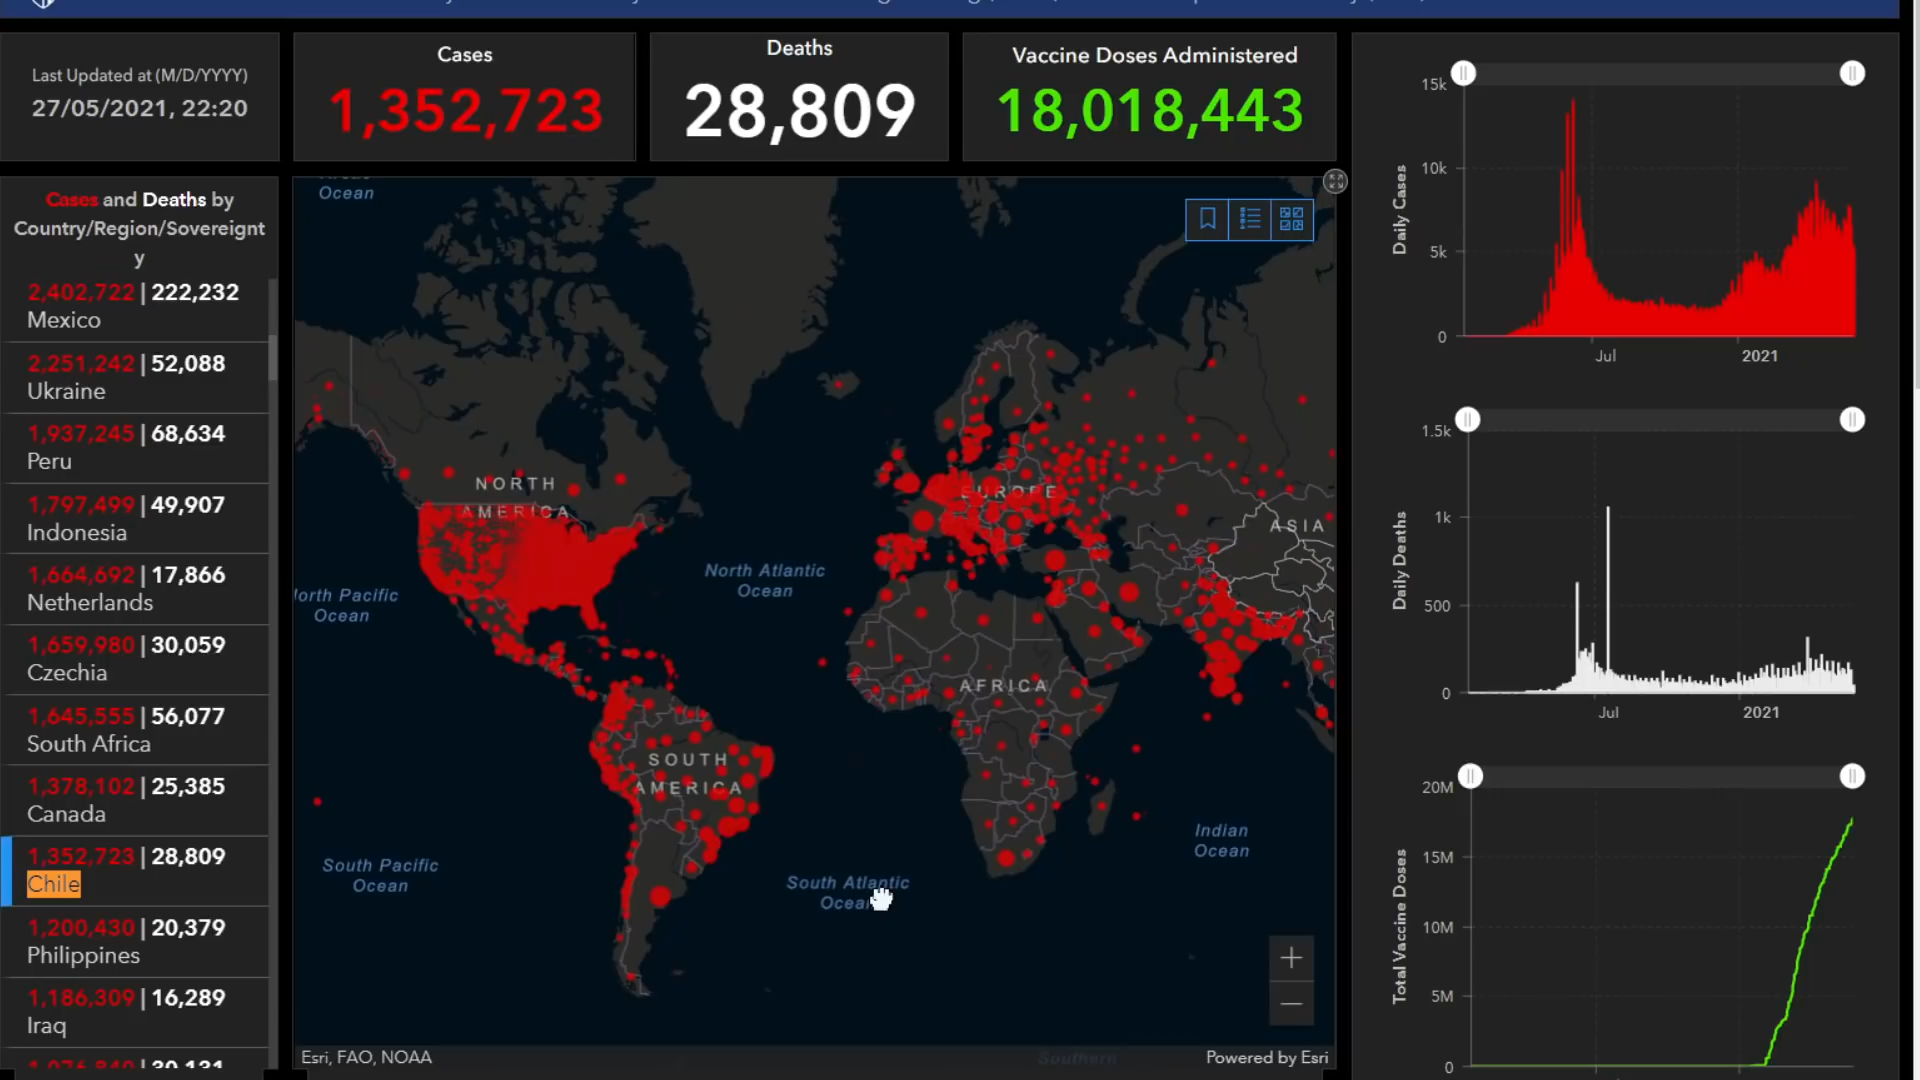 Last Updated at (M/D/YYYY)
27/05/2021, 22:20
Cases
1,352,723
Deaths
28,809
Vaccine Doses Administered
18,018,443
Cases and Deaths by
Country/Region/Sovereignt
y
2,402,722 | 222,232
Mexico
2,251,242 | 52,088
Ukraine
1,937,245 | 68,634
Peru
1,797,499 | 49,907
Indonesia
1,664,692 | 17,866
Netherlands
1,659,980 | 30,059
Czechia
1,645,555 | 56,077
South Africa
1,378,102 | 25,385
Canada
1,352,723 | 28,809
Chile
1,200,430 | 20,379
Philippines
1,186,309 | 16,289
Iraq
Ocean
NORTH
AMERICA
EUROPE
ASIA
North Atlantic
Ocean
orth Pacific
Ocean
AFRICA
SOUTH
AMERICA
Indian
Ocean
South Pacific
Ocean
South Atlantic
Ocean
Southern
Esri, FAO, NOAA
Powered by Esri
Daily Cases
15k
10k
5k
0
Jul
2021
Daily Deaths
1.5k
1k
500
0
Jul
2021
Total Vaccine Doses
20M
15M
10M
5M
0